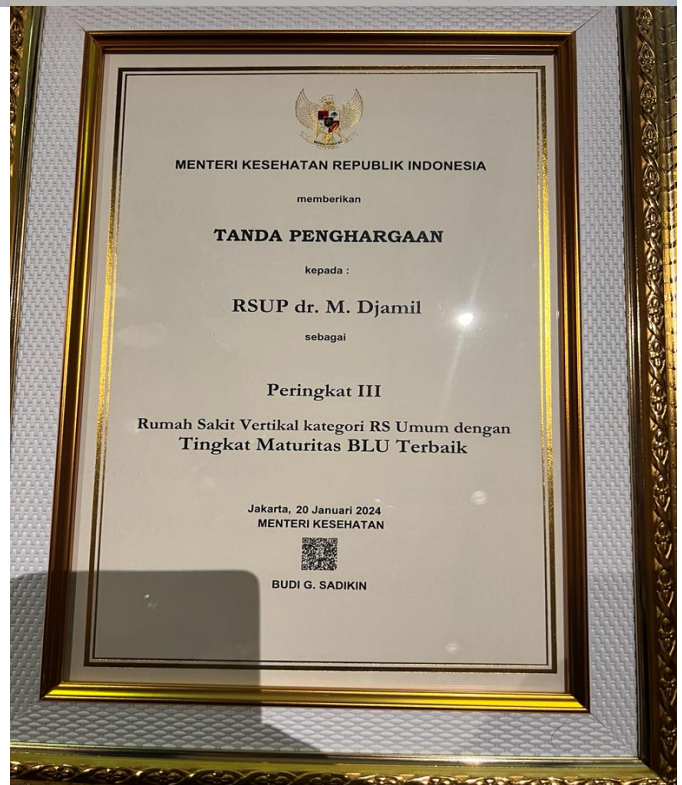 MENTERI KESEHATAN REPUBLIK INDONESIA
memberikan
TANDA PENGHARGAAN
kepada :
RSUP dr. M. Djamil
sebagai
Peringkat III
Rumah Sakit Vertikal kategori RS Umum dengan
Tingkat Maturitas BLU Terbaik
Jakarta, 20 Januari 2024
MENTERI KESEHATAN
BUDI G. SADIKIN